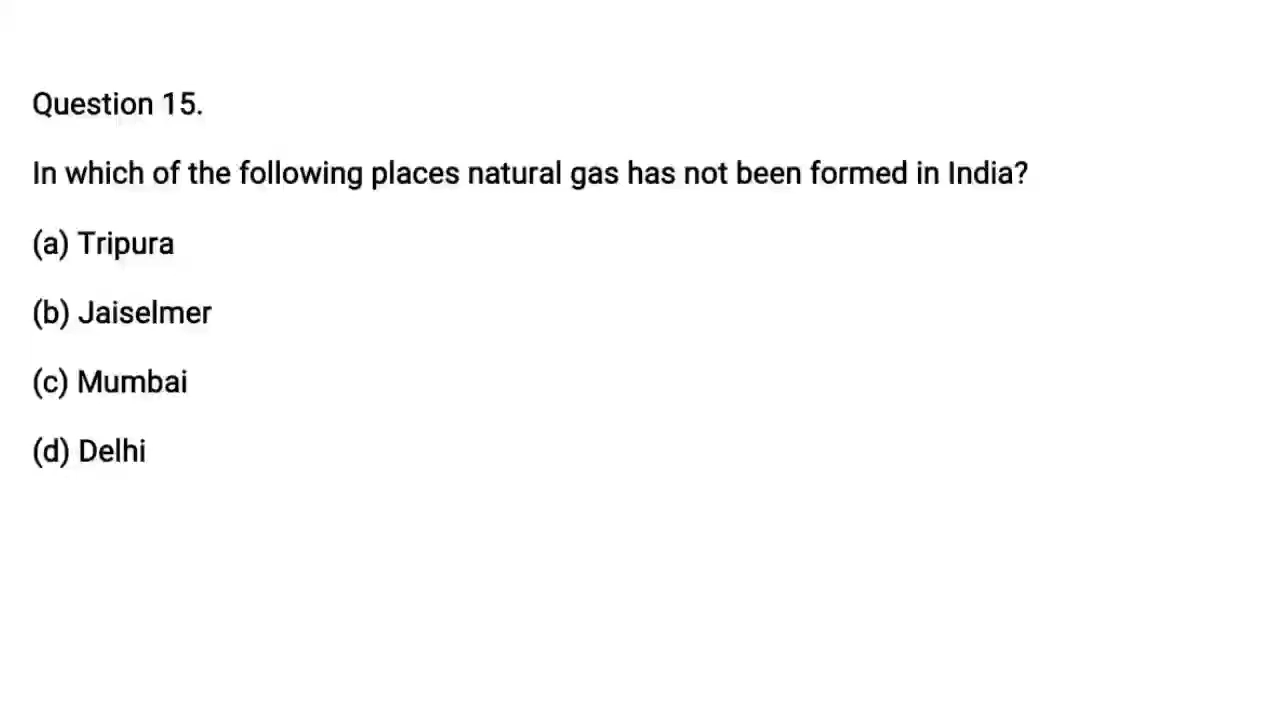 Question 15.
In which of the following places natural gas has not been formed in India?
(a) Tripura
(b) Jaiselmer
(c) Mumbai
(d) Delhi